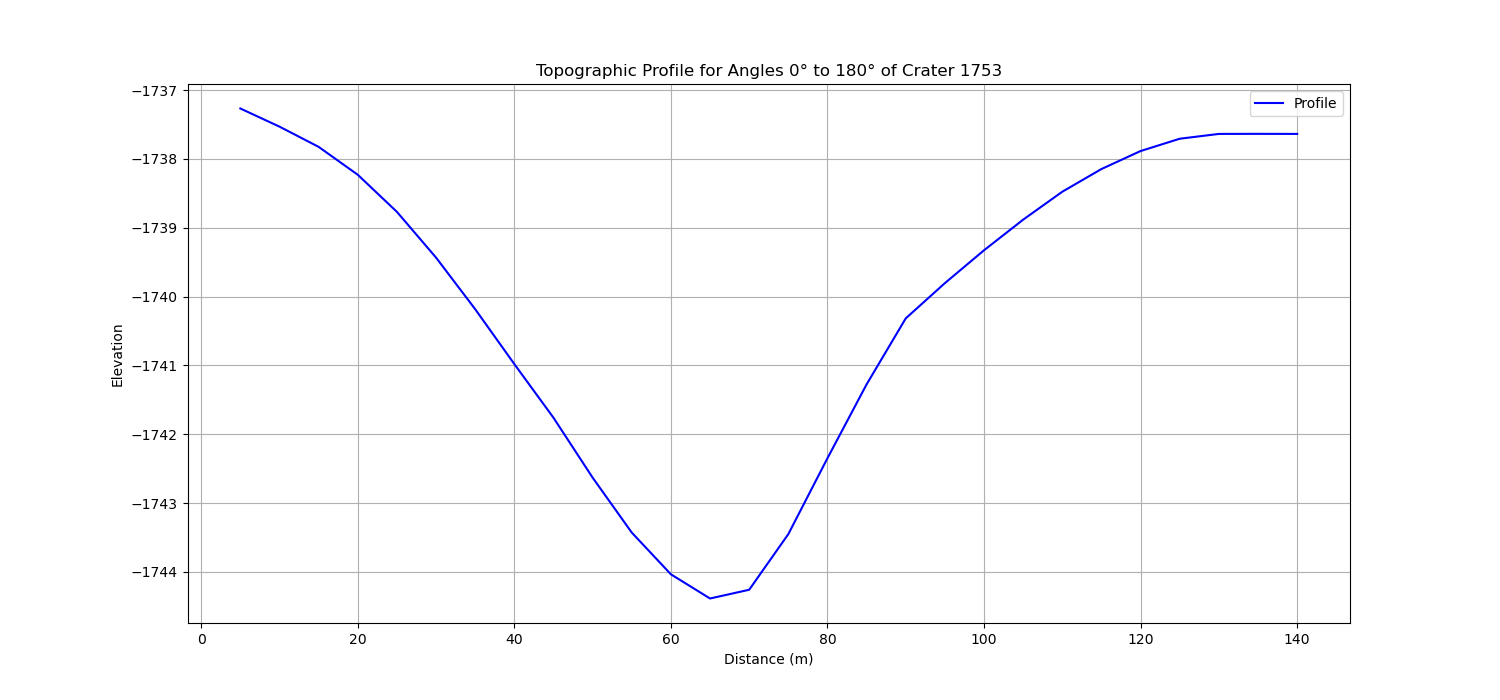 Topographic Profile for Angles 0° to 180° of Crater 1753
Profile
Elevation
−1737
−1738
−1739
−1740
−1741
−1742
−1743
−1744
0 20 40 60 80 100 120 140
Distance (m)